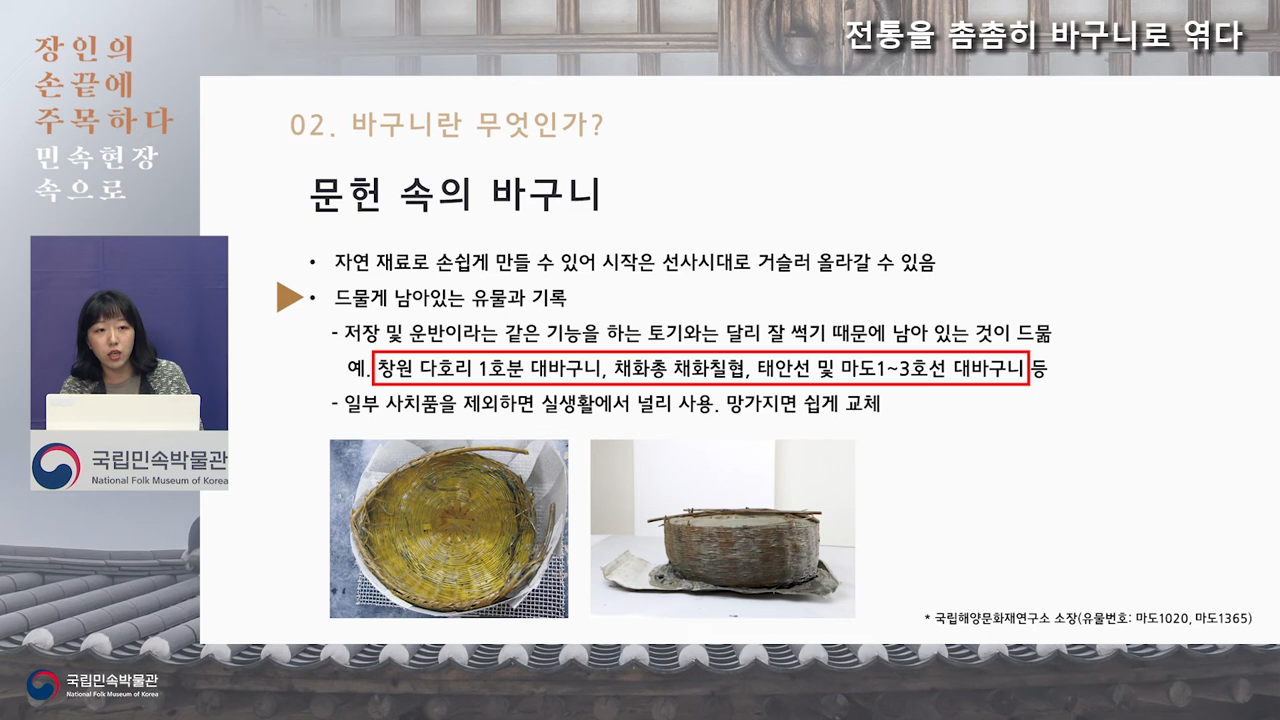 전통을 촘촘히 바구니로 엮다
장인의
손끝에
주목하다
민속현장
속으로
02. 바구니란 무엇인가?
문헌 속의 바구니
• 자연 재료로 손쉽게 만들 수 있어 시작은 선사시대로 거슬러 올라갈 수 있음
• 드물게 남아있는 유물과 기록
- 저장 및 운반이라는 같은 기능을 하는 토기와는 달리 잘 썩기 때문에 남아 있는 것이 드묾
예. 창원 다호리 1호분 대바구니, 채화총 채화칠협, 태안선 및 마도1~3호선 대바구니 등
- 일부 사치품을 제외하면 실생활에서 널리 사용. 망가지면 쉽게 교체
* 국립해양문화재연구소 소장(유물번호: 마도1020, 마도1365)
국립민속박물관
National Folk Museum of Korea
국립민속박물관
National Folk Museum of Korea